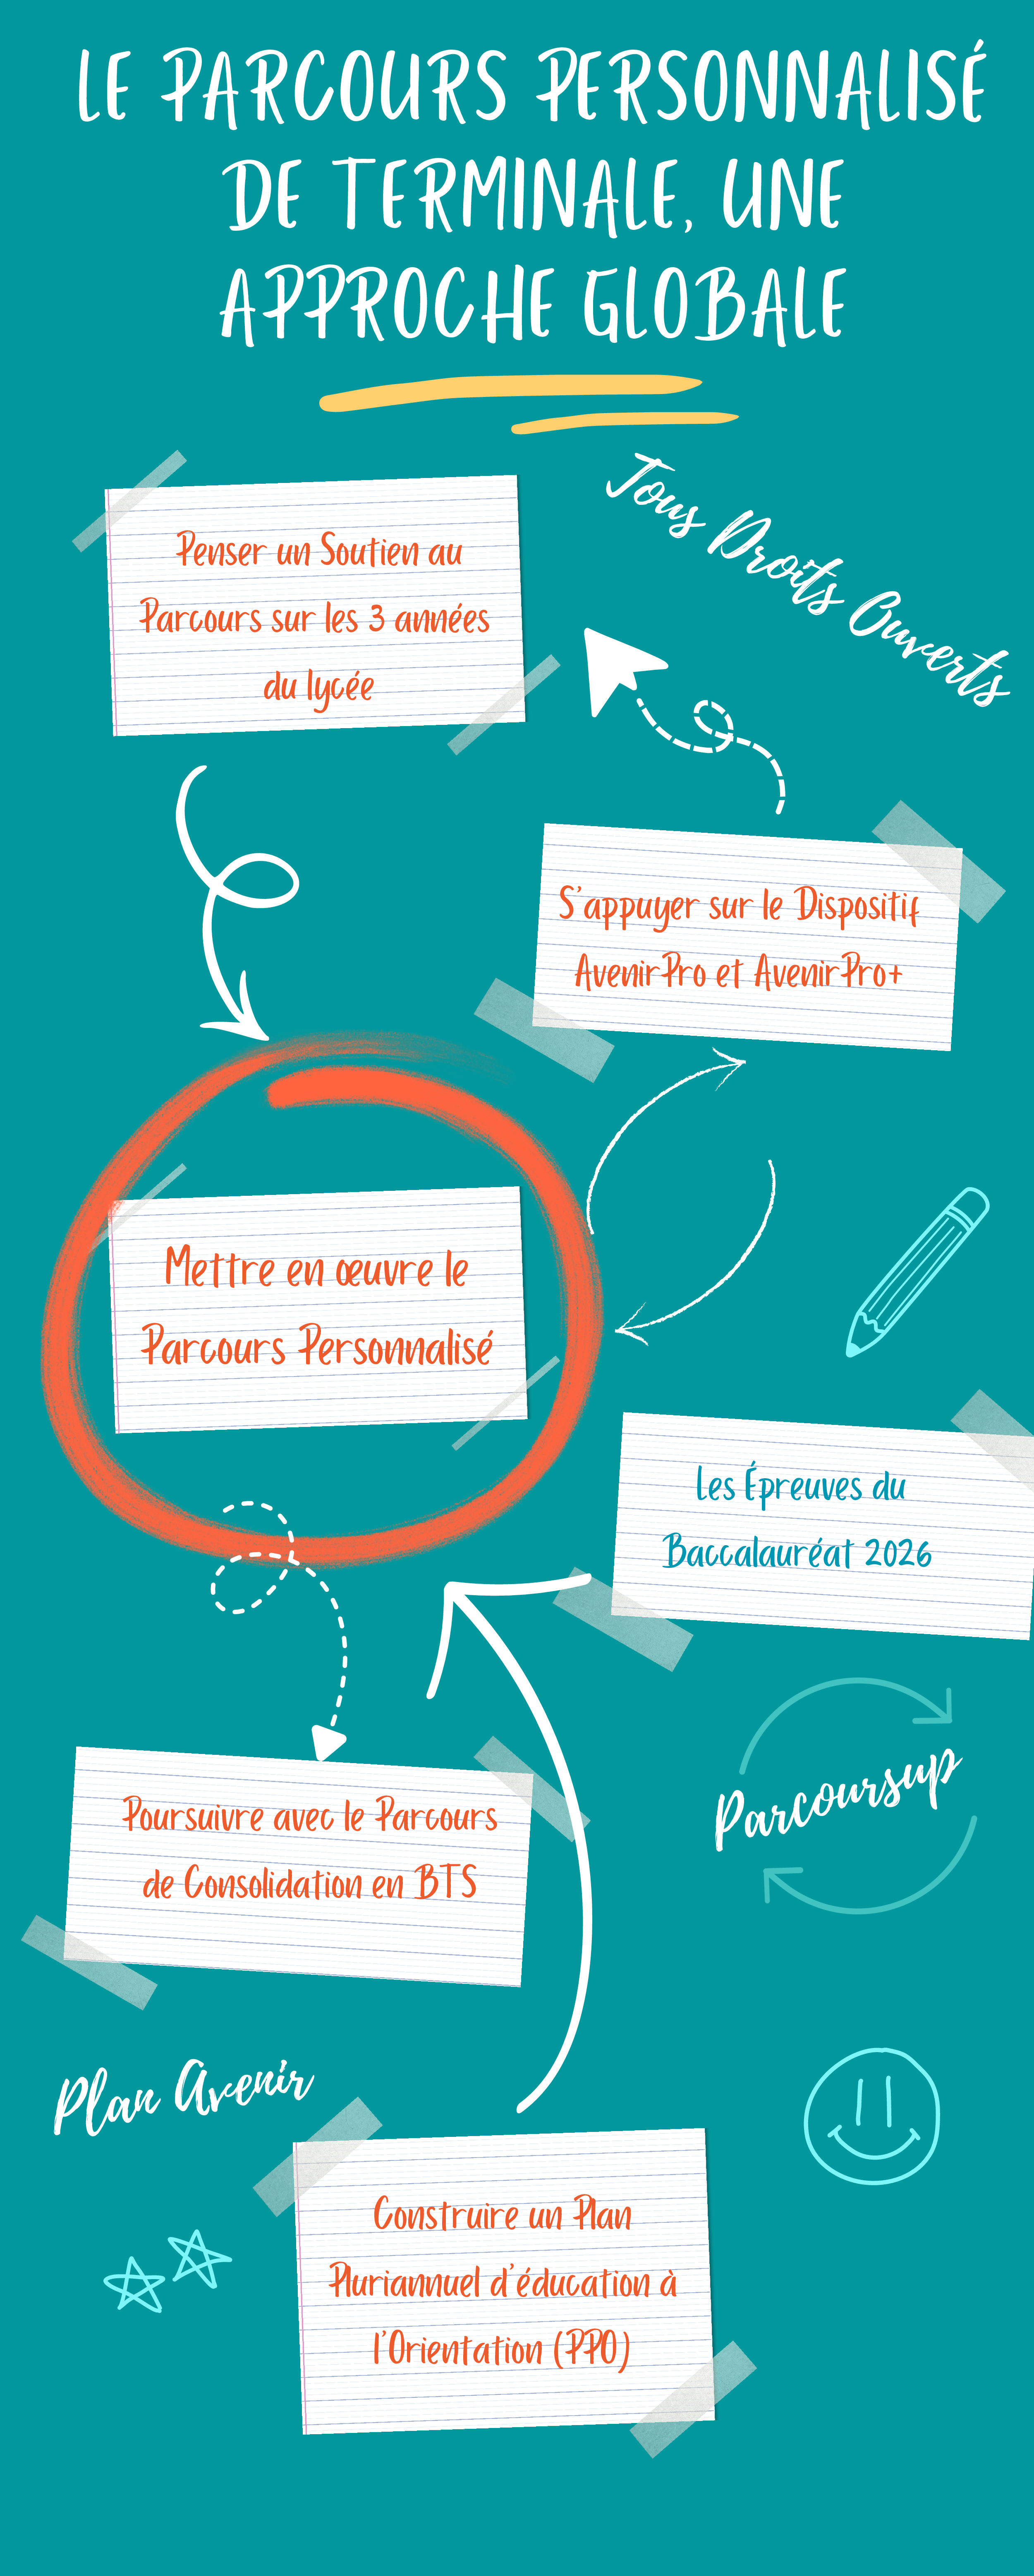 LE PARCOURS PERSONNALISÉ
DE TERMINALE, UNE
APPROCHE GLOBALE
Tous Droits Ouverts
Penser un Soutien au
Parcours sur les 3 années
du lycée
S'appuyer sur le Dispositif
AvenirPro et AvenirPro+
Mettre en œuvre le
Parcours Personnalisé
Les Épreuves du
Baccalauréat 2026
Parcoursup
Poursuivre avec le Parcours
de Consolidation en BTS
Plan Avenir
Construire un Plan
Pluriannuel d'éducation à
l'Orientation (PPO)